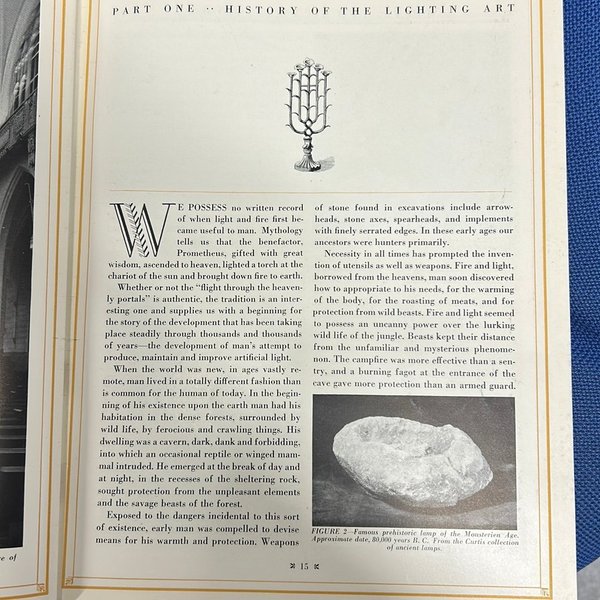 PART ONE ·· HISTORY OF THE LIGHTING ART
WE POSSESS no written record
of when light and fire first be-
came useful to man. Mythology
tells us that the benefactor,
Prometheus, gifted with great
wisdom, ascended to heaven, lighted a torch at the
chariot of the sun and brought down fire to earth.
Whether or not the "flight through the heaven-
ly portals" is authentic, the tradition is an inter-
esting one and supplies us with a beginning for
the story of the development that has been taking
place steadily through thousands and thousands
of years—the development of man's attempt to
produce, maintain and improve artificial light.
When the world was new, in ages vastly re-
mote, man lived in a totally different fashion than
is common for the human of today. In the begin-
ning of his existence upon the earth man had his
habitation in the dense forests, surrounded by
wild life, by ferocious and crawling things. His
dwelling was a cavern, dark, dank and forbidding,
into which an occasional reptile or winged mam-
mal intruded. He emerged at the break of day and
at night, in the recesses of the sheltering rock,
sought protection from the unpleasant elements
and the savage beasts of the forest.
Exposed to the dangers incidental to this sort
of existence, early man was compelled to devise
means for his warmth and protection. Weapons
of stone found in excavations include arrow-
heads, stone axes, spearheads, and implements
with finely serrated edges. In these early ages our
ancestors were hunters primarily.
Necessity in all times has prompted the inven-
tion of utensils as well as weapons. Fire and light,
borrowed from the heavens, man soon discovered
how to appropriate to his needs, for the warming
of the body, for the roasting of meats, and for
protection from wild beasts. Fire and light seemed
to possess an uncanny power over the lurking
wild life of the jungle. Beasts kept their distance
from the unfamiliar and mysterious phenome-
non. The campfire was more effective than a sen-
try, and a burning fagot at the entrance of the
cave gave more protection than an armed guard.
FIGURE 2—Famous prehistoric lamp of the Mousterien Age.
Approximate date, 80,000 years B. C. From the Curtis collection
of ancient lamps.
15
re of